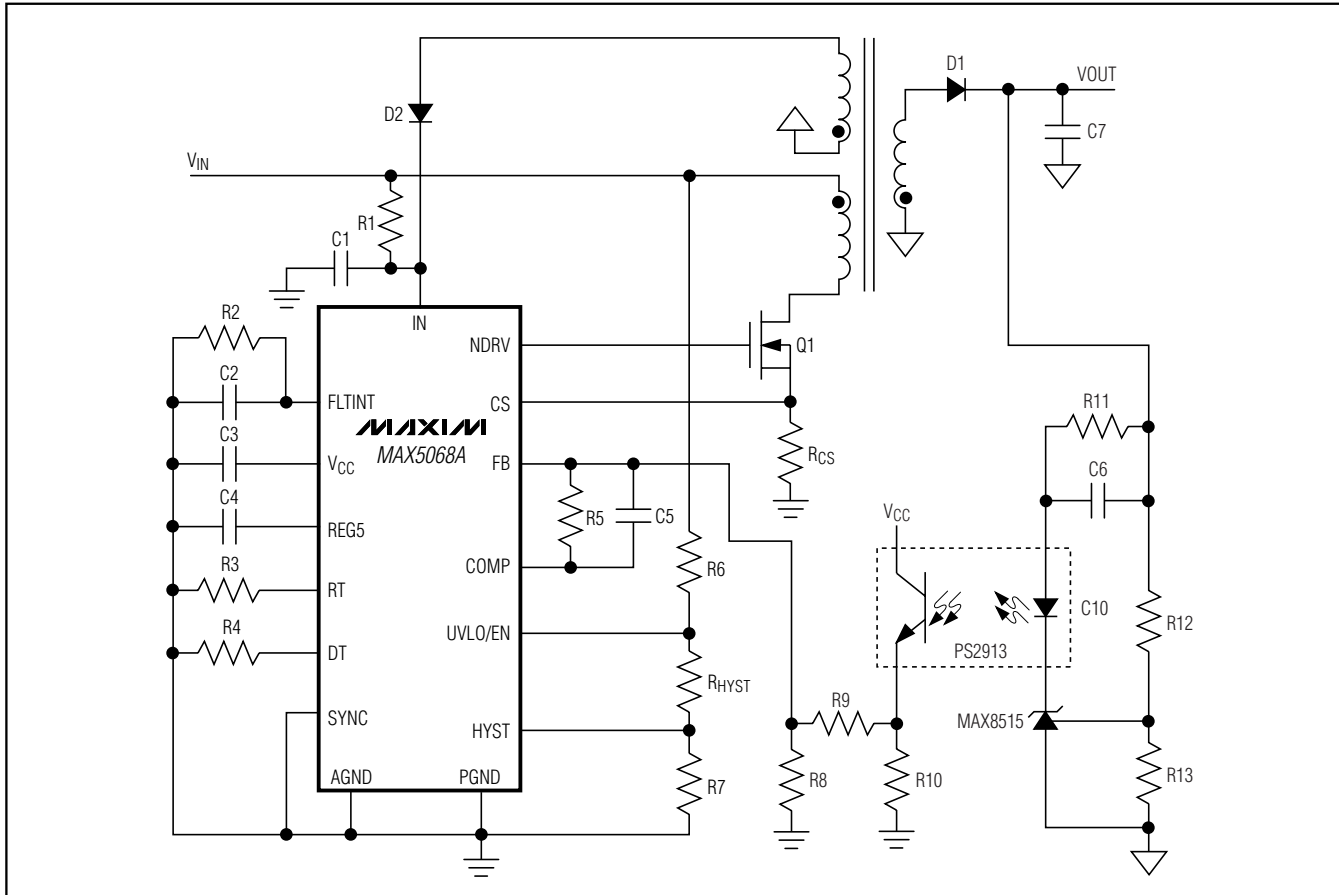 D1
VOUT
D2
C7
VIN
R1
C1
R2
IN
NDRV
Q1
C2
FLTINT
CS
R11
MAXIM
MAX5068A
C3
VCC
FB
RCS
C6
C4
REG5
R5
C5
VCC
R3
COMP
R6
RT
C10
R12
R4
UVLO/EN
DT
PS2913
RHYST
SYNC
R9
MAX8515
HYST
R13
AGND
PGND
R7
R8
R10